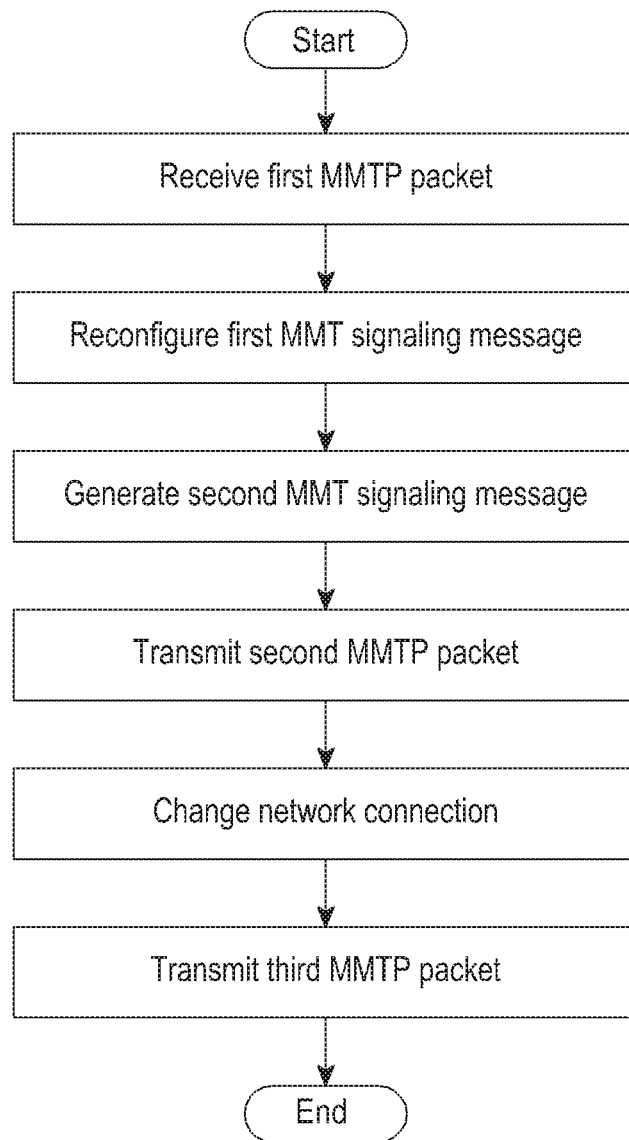 Start
Receive first MMTP packet
Reconfigure first MMT signaling message
Generate second MMT signaling message
Transmit second MMTP packet
Change network connection
Transmit third MMTP packet
End